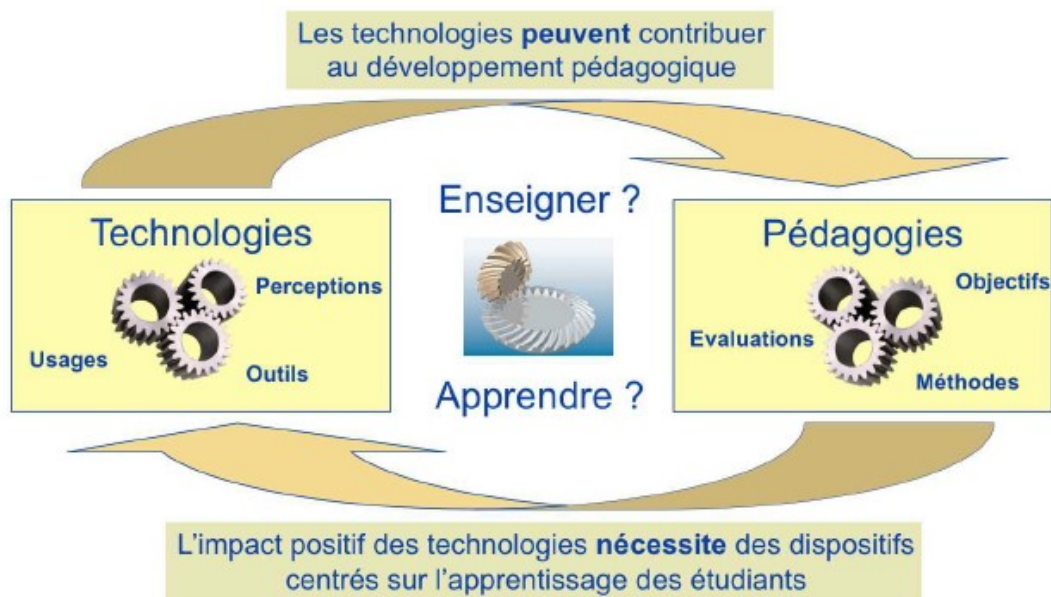 Les technologies peuvent contribuer
au développement pédagogique
Enseigner ?
Technologies
Perceptions
Usages
Outils
Pédagogies
Objectifs
Evaluations
Méthodes
Apprendre ?
L'impact positif des technologies nécessite des dispositifs
centrés sur l'apprentissage des étudiants